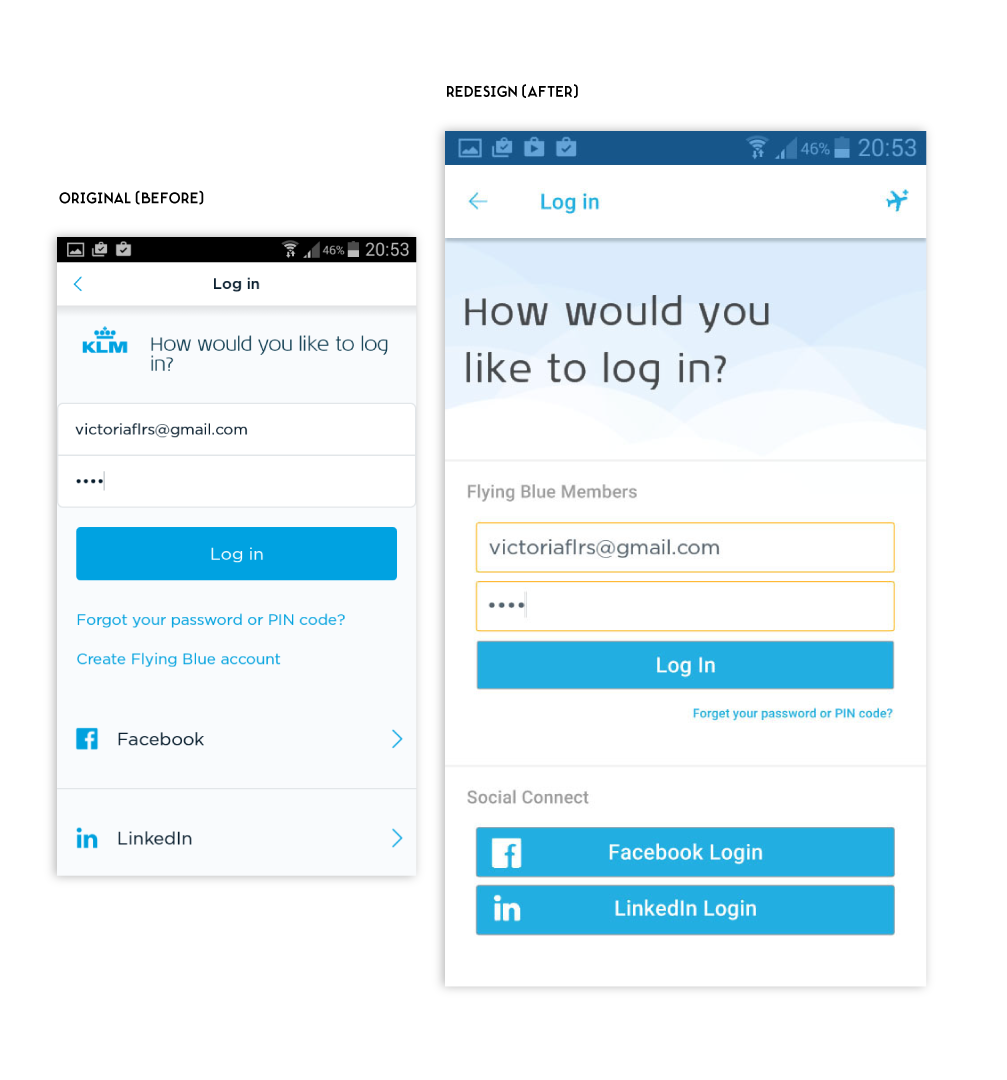 REDESIGN (AFTER)
46% 20:53
Log in
How would you
like to log in?
Flying Blue Members
victoriaflrs@gmail.com
••••
Log In
Forget your password or PIN code?
Social Connect
Facebook Login
LinkedIn Login
ORIGINAL (BEFORE)
46% 20:53
Log in
KLM
How would you like to log
in?
victoriaflrs@gmail.com
••••
Log in
Forgot your password or PIN code?
Create Flying Blue account
Facebook
LinkedIn